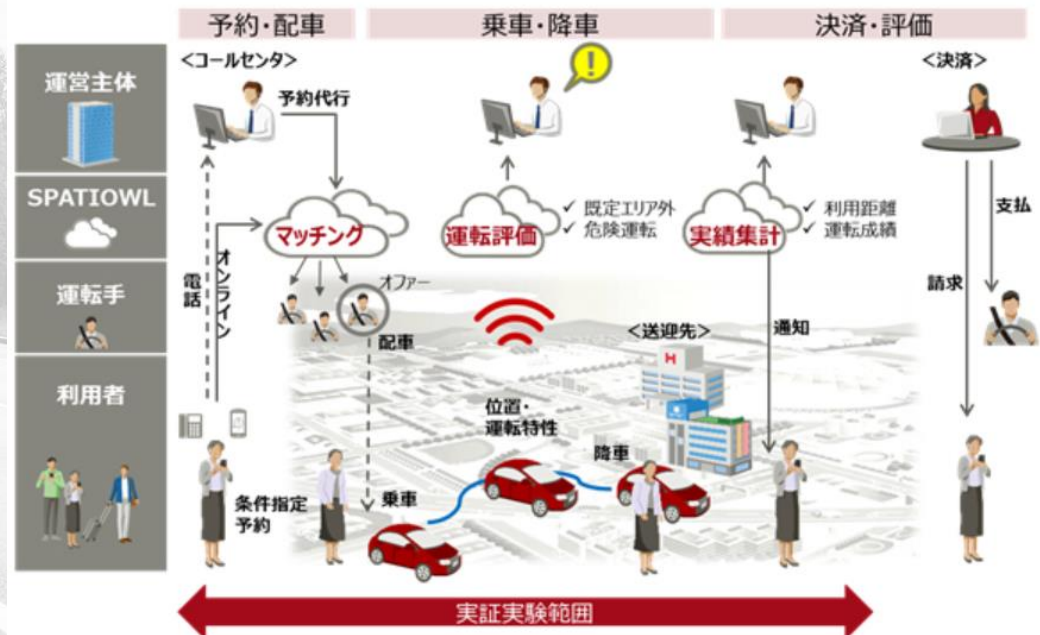 予約・配車
乗車・降車
決済・評価
運営主体
<コールセンタ>
予約代行
!
<決済>
SPATIOWL
マッチング
運転評価
✓ 既定エリア外
✓ 危険運転
実績集計
✓ 利用距離
✓ 運転成績
支払
請求
電話
オンライン
運転手
オファー
配車
<送迎先>
H
通知
利用者
位置・
運転特性
降車
条件指定
予約
乗車
実証実験範囲